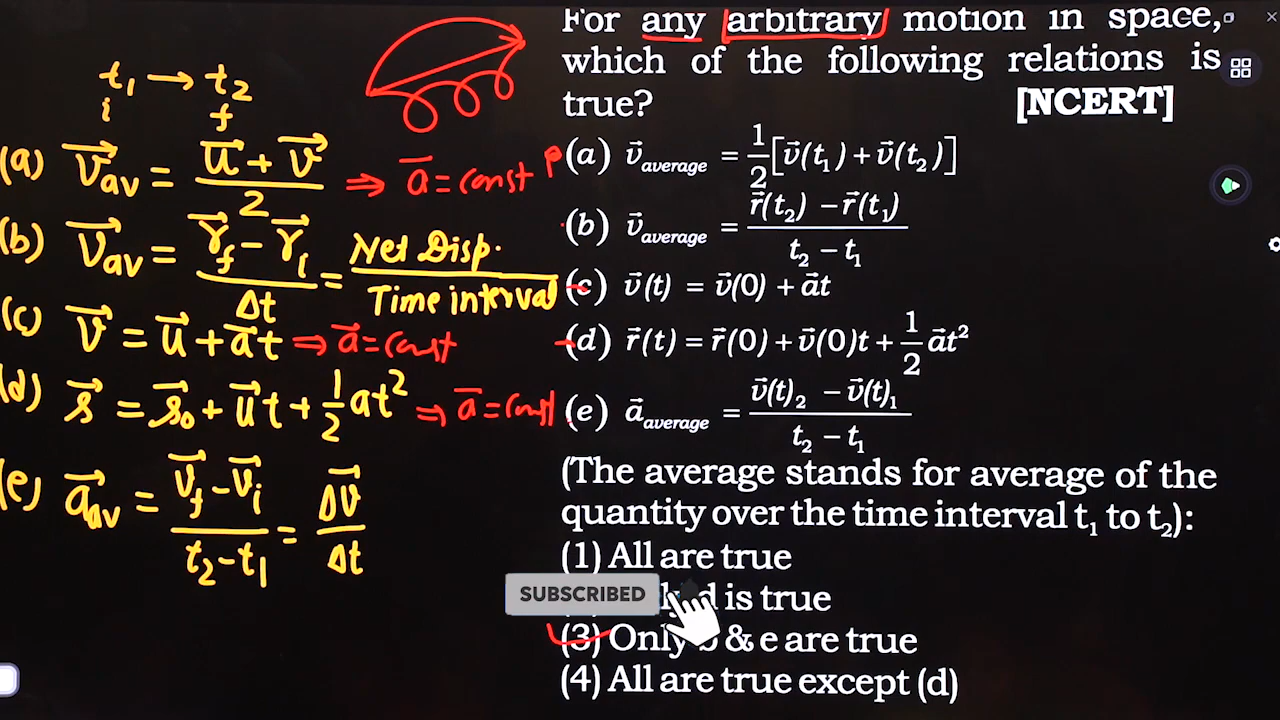 For any arbitrary motion in space,
which of the following relations is
true? [NCERT]
(a) v⃗average = 1/2[v⃗(t₁) + v⃗(t₂)]
(b) v⃗average = r⃗(t₂) − r⃗(t₁) / t₂ − t₁
(c) v⃗(t) = v⃗(0) + a⃗t
(d) r⃗(t) = r⃗(0) + v⃗(0)t + 1/2 a⃗t²
(e) a⃗average = v⃗(t)₂ − v⃗(t)₁ / t₂ − t₁
(The average stands for average of the
quantity over the time interval t₁ to t₂):
(1) All are true
d is true
(3) Only b & e are true
(4) All are true except (d)
SUBSCRIBED
t₁ → t₂
i f
(a) V⃗av = u⃗ + v⃗ / 2 ⇒ a⃗ = const
(b) V⃗av = r⃗f − r⃗i / Δt = Net Disp. / Time interval
(c) v⃗ = u⃗ + a⃗t ⇒ a⃗ = const
(d) s⃗ = s⃗₀ + u⃗t + 1/2 at² ⇒ a⃗ = const
(e) a⃗av = v⃗f − v⃗i / t₂ − t₁ = Δv⃗ / Δt